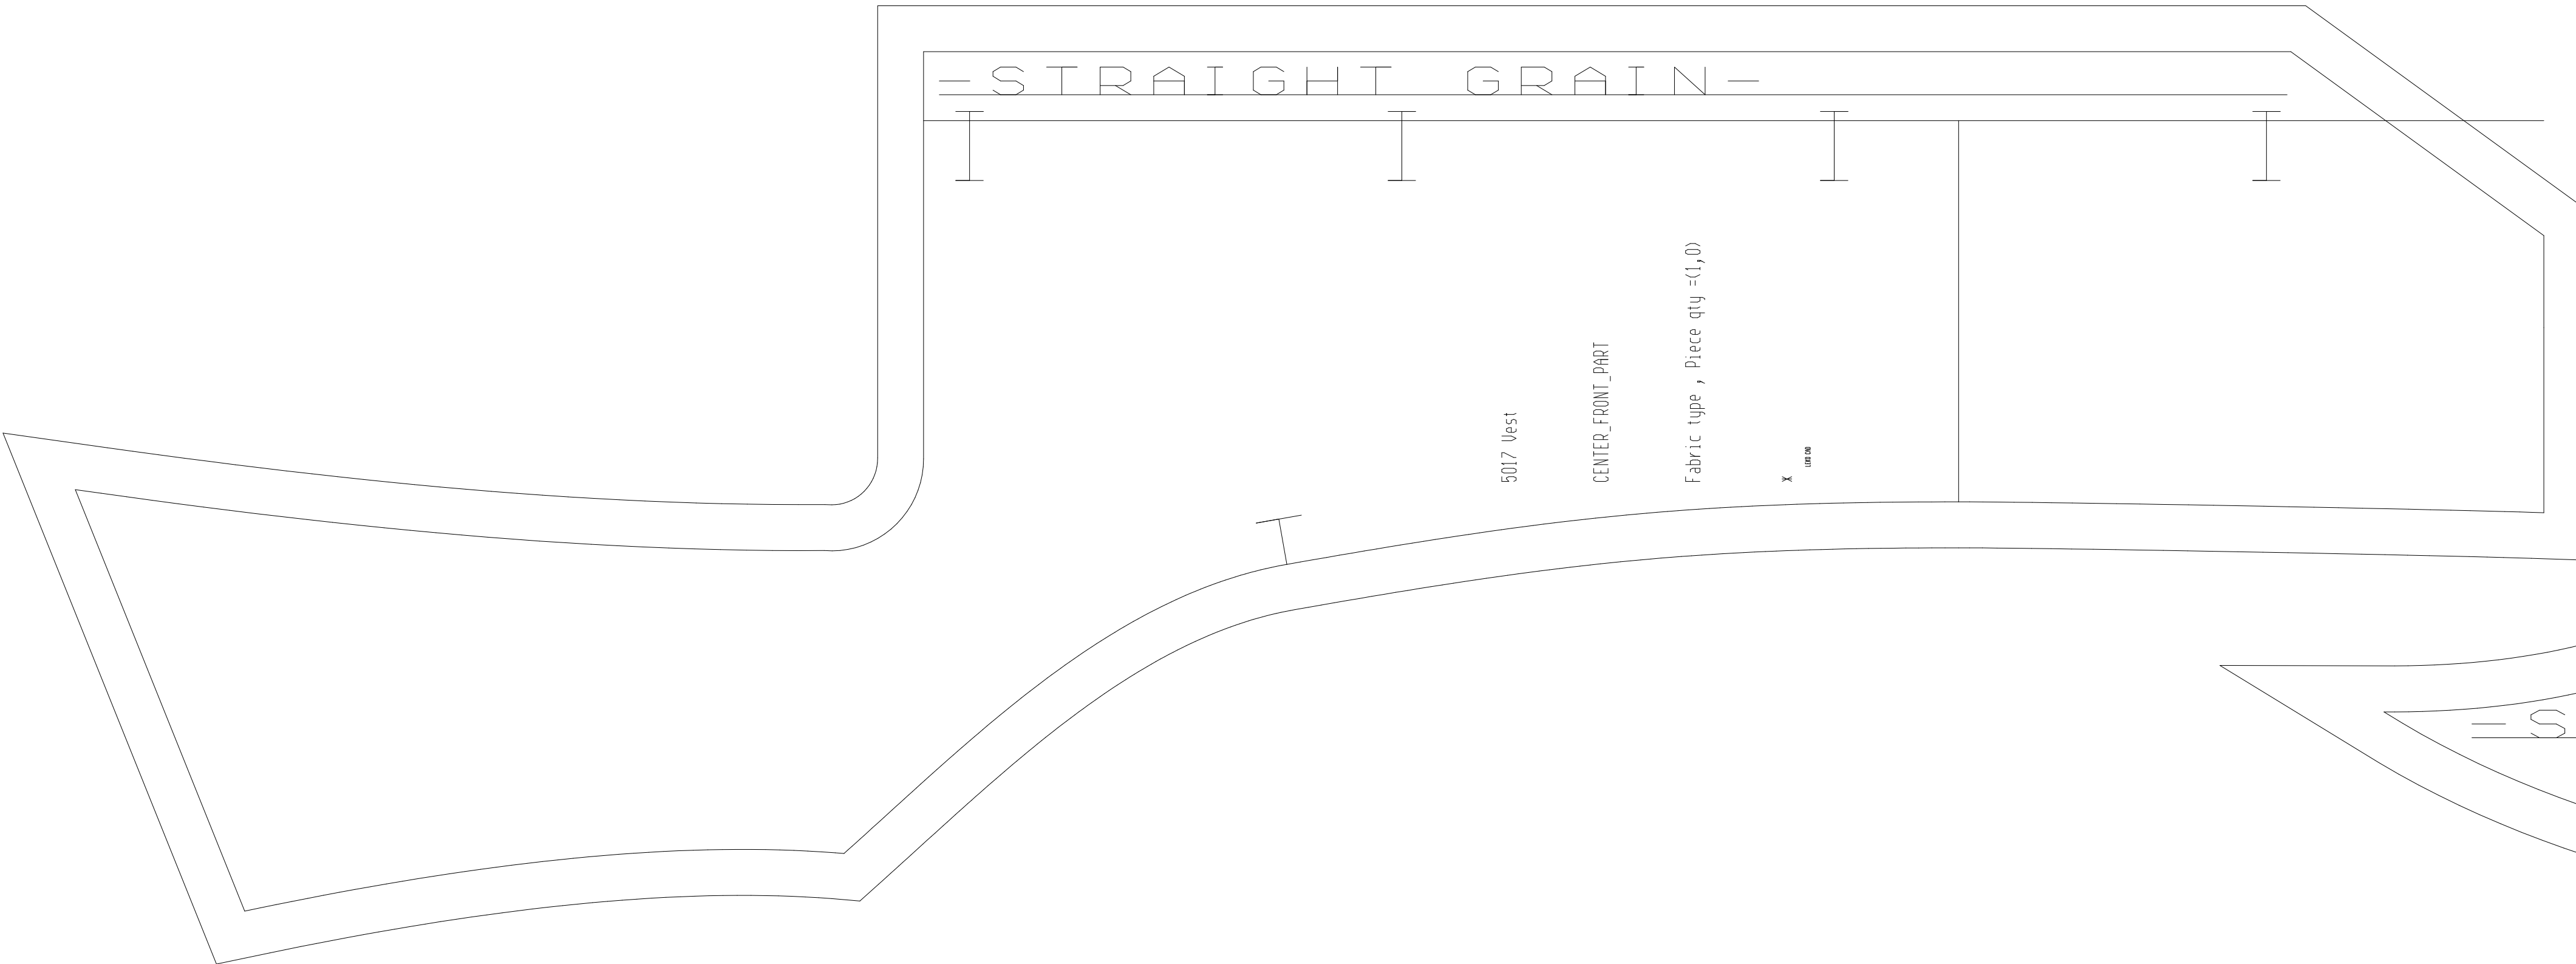 -STRAIGHT GRAIN-
5017 Vest
CENTER_FRONT_PART
Fabric type , Piece qty =(1,0)
x
-S